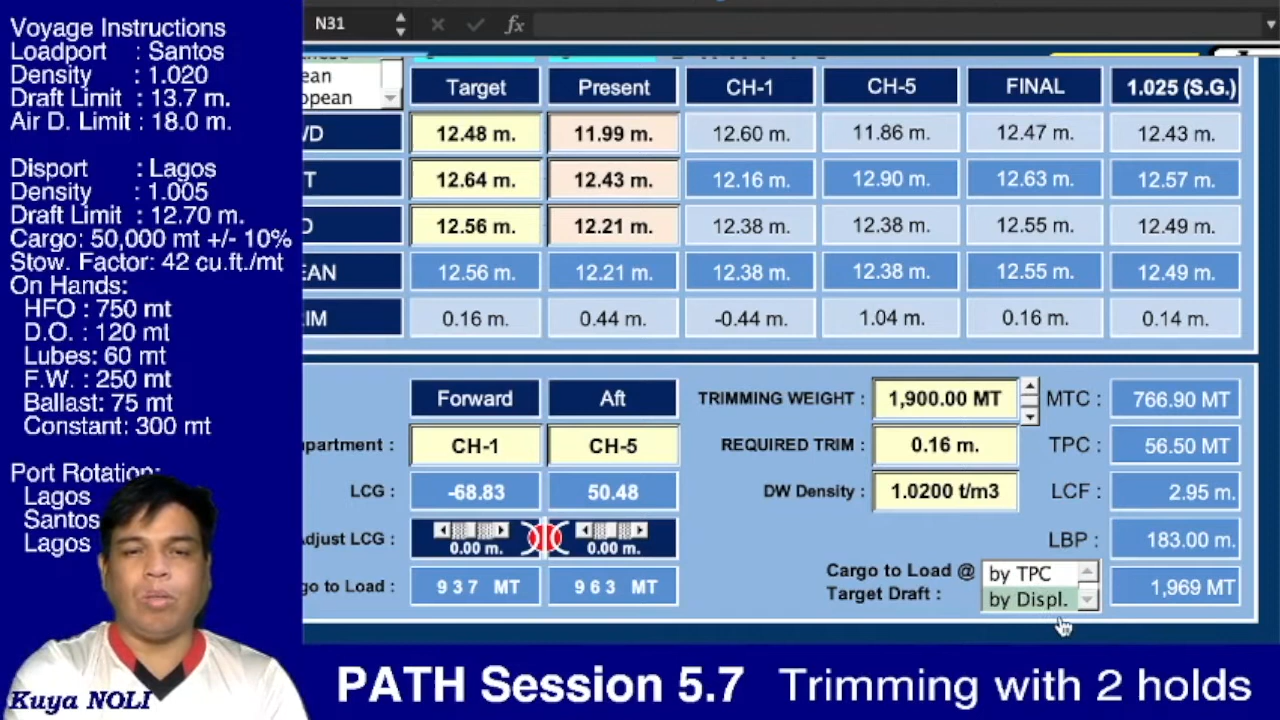 Voyage Instructions
Loadport : Santos
Density : 1.020
Draft Limit : 13.7 m.
Air D. Limit : 18.0 m.
Disport : Lagos
Density : 1.005
Draft Limit : 12.70 m.
Cargo: 50,000 mt +/- 10%
Stow. Factor: 42 cu.ft./mt
On Hands:
HFO : 750 mt
D.O. : 120 mt
Lubes: 60 mt
F.W. : 250 mt
Ballast: 75 mt
Constant: 300 mt
Port Rotation:
Lagos
Santos
Lagos
Kuya NOLI
N31 fx
ean
opean
Target Present CH-1 CH-5 FINAL 1.025 (S.G.)
WD 12.48 m. 11.99 m. 12.60 m. 11.86 m. 12.47 m. 12.43 m.
T 12.64 m. 12.43 m. 12.16 m. 12.90 m. 12.63 m. 12.57 m.
D 12.56 m. 12.21 m. 12.38 m. 12.38 m. 12.55 m. 12.49 m.
EAN 12.56 m. 12.21 m. 12.38 m. 12.38 m. 12.55 m. 12.49 m.
RIM 0.16 m. 0.44 m. -0.44 m. 1.04 m. 0.16 m. 0.14 m.
Forward Aft TRIMMING WEIGHT : 1,900.00 MT MTC : 766.90 MT
partment : CH-1 CH-5 REQUIRED TRIM : 0.16 m. TPC : 56.50 MT
LCG : -68.83 50.48 DW Density : 1.0200 t/m3 LCF : 2.95 m.
Adjust LCG : 0.00 m. 0.00 m. LBP : 183.00 m.
go to Load : 937 MT 963 MT Cargo to Load @ Target Draft : by TPC by Displ. 1,969 MT
PATH Session 5.7 Trimming with 2 holds